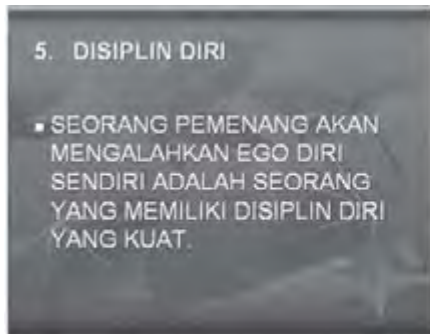 5. DISIPLIN DIRI
▪ SEORANG PEMENANG AKAN
MENGALAHKAN EGO DIRI
SENDIRI ADALAH SEORANG
YANG MEMILIKI DISIPLIN DIRI
YANG KUAT.